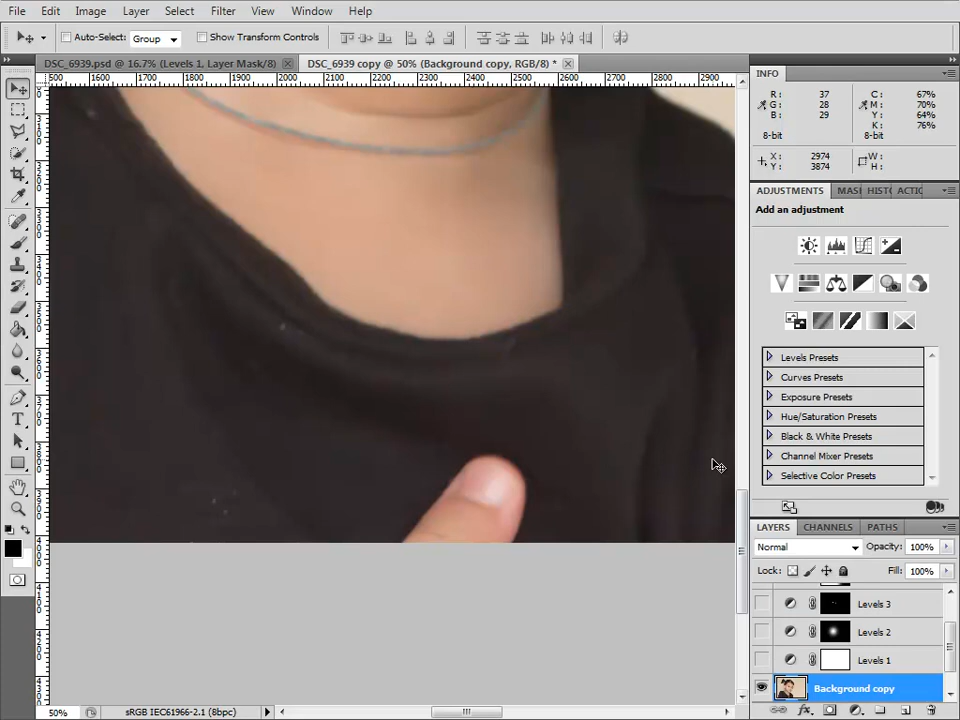 File Edit Image Layer Select Filter View Window Help
Auto-Select: Group Show Transform Controls
DSC_6939.psd @ 16.7% (Levels 1, Layer Mask/8) DSC_6939 copy @ 50% (Background copy, RGB/8) *
500 1600 1700 1800 1900 2000 2100 2200 2300 2400 2500 2600 2700 2800 2900
INFO
R: 37 C: 67%
G: 28 M: 70%
B: 29 Y: 64%
K: 76%
8-bit 8-bit
X: 2974 W:
Y: 3874 H:
ADJUSTMENTS MAS HISTO ACTIO
Add an adjustment
Levels Presets
Curves Presets
Exposure Presets
Hue/Saturation Presets
Black & White Presets
Channel Mixer Presets
Selective Color Presets
LAYERS CHANNELS PATHS
Normal Opacity: 100%
Lock: Fill: 100%
Levels 3
Levels 2
Levels 1
Background copy
fx
T
50% sRGB IEC61966-2.1 (8bpc)